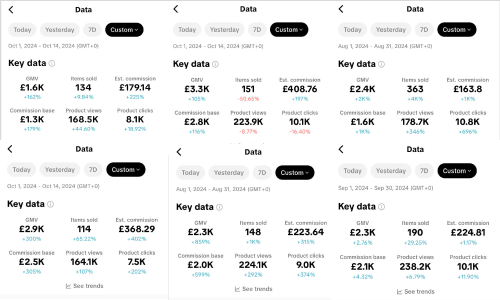 Data
Today Yesterday 7D Custom
Oct 1, 2024 - Oct 14, 2024 (GMT+0)
Key data
GMV Items sold Est. commission
£1.6K 134 £179.14
+162% +9.84% +225%
Commission base Product views Product clicks
£1.3K 168.5K 8.1K
+179% +44.60% +18.92%
Data
Today Yesterday 7D Custom
Oct 1, 2024 - Oct 14, 2024 (GMT+0)
Key data
GMV Items sold Est. commission
£3.3K 151 £408.76
+105% -50.65% +197%
Commission base Product views Product clicks
£2.8K 223.9K 10.1K
+116% -8.77% -16.40%
Data
Today Yesterday 7D Custom
Aug 1, 2024 - Aug 31, 2024 (GMT+0)
Key data
GMV Items sold Est. commission
£2.4K 363 £163.8
+2K% +4K% +1K%
Commission base Product views Product clicks
£1.6K 178.7K 10.8K
+1K% +346% +696%
Data
Today Yesterday 7D Custom
Oct 1, 2024 - Oct 14, 2024 (GMT+0)
Key data
GMV Items sold Est. commission
£2.9K 114 £368.29
+300% +65.22% +402%
Commission base Product views Product clicks
£2.5K 164.1K 7.5K
+305% +107% +202%
See trends
Data
Today Yesterday 7D Custom
Aug 1, 2024 - Aug 31, 2024 (GMT+0)
Key data
GMV Items sold Est. commission
£2.3K 148 £223.64
+859% +1K% +315%
Commission base Product views Product clicks
£2.0K 224.1K 9.0K
+599% +292% +374%
See trends
Data
Today Yesterday 7D Custom
Sep 1, 2024 - Sep 30, 2024 (GMT+0)
Key data
GMV Items sold Est. commission
£2.3K 190 £224.81
+2.76% +29.25% +1.17%
Commission base Product views Product clicks
£2.1K 238.2K 10.1K
+4.32% +6.79% +11.90%
See trends